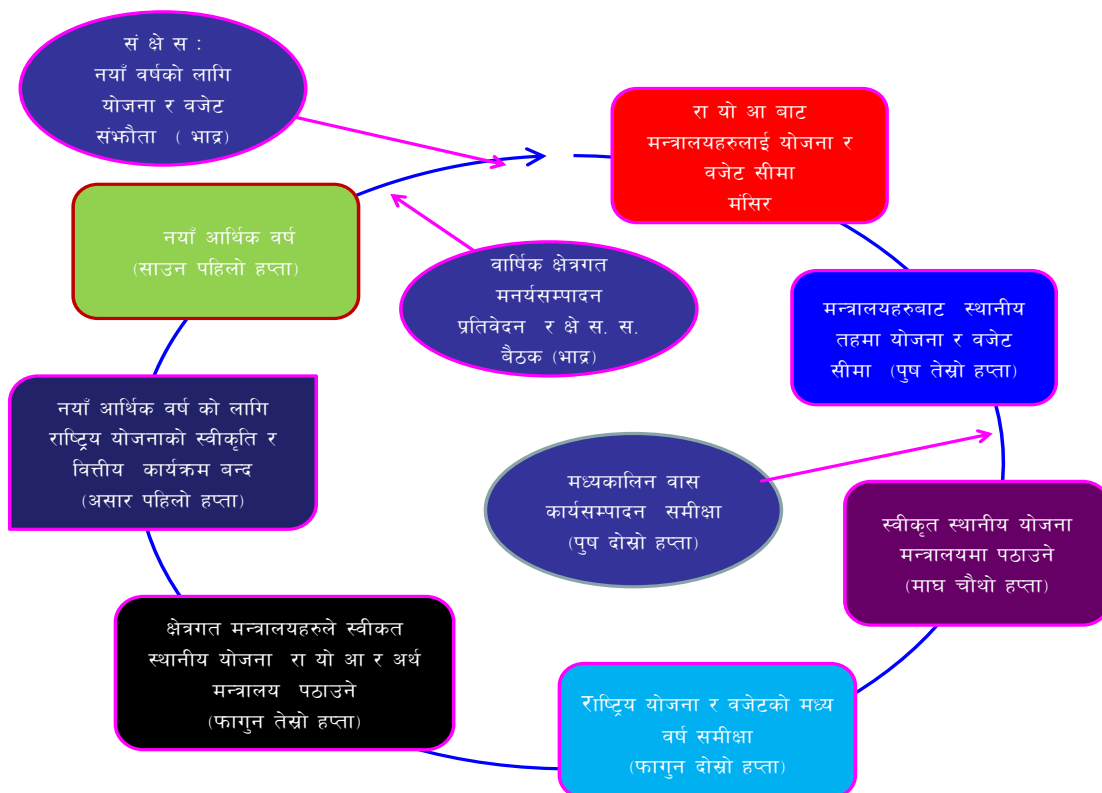 सं क्षे स :
नयाँ वर्षको लागि
योजना र वजेट
संझौता ( भाद्र)
रा यो आ बाट
मन्त्रालयहरुलाई योजना र
वजेट सीमा
मंसिर
नयाँ आर्थिक वर्ष
(साउन पहिलो हप्ता)
वार्षिक क्षेत्रगत
मनर्यसम्पादन
प्रतिवेदन र क्षे स. स.
बैठक (भाद्र)
मन्त्रालयहरुबाट स्थानीय
तहमा योजना र वजेट
सीमा (पुष तेस्रो हप्ता)
नयाँ आर्थिक वर्ष को लागि
राष्ट्रिय योजनाको स्वीकृति र
वित्तीय कार्यक्रम बन्द
(असार पहिलो हप्ता)
मध्यकालिन वास
कार्यसम्पादन समीक्षा
(पुष दोस्रो हप्ता)
स्वीकृत स्थानीय योजना
मन्त्रालयमा पठाउने
(माघ चौथो हप्ता)
क्षेत्रगत मन्त्रालयहरुले स्वीकत
स्थानीय योजना रा यो आ र अर्थ
मन्त्रालय पठाउने
(फागुन तेस्रो हप्ता)
राष्ट्रिय योजना र वजेटको मध्य
वर्ष समीक्षा
(फागुन दोस्रो हप्ता)